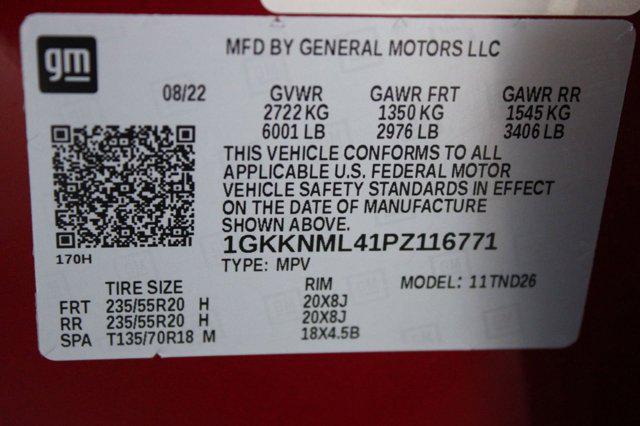 gm
MFD BY GENERAL MOTORS LLC
08/22 GVWR GAWR FRT GAWR RR
2722 KG 1350 KG 1545 KG
6001 LB 2976 LB 3406 LB
THIS VEHICLE CONFORMS TO ALL
APPLICABLE U.S. FEDERAL MOTOR
VEHICLE SAFETY STANDARDS IN EFFECT
ON THE DATE OF MANUFACTURE
SHOWN ABOVE.
1GKKNML41PZ116771
170H
TYPE: MPV MODEL: 11TND26
TIRE SIZE RIM
FRT 235/55R20 H 20X8J
RR 235/55R20 H 20X8J
SPA T135/70R18 M 18X4.5B